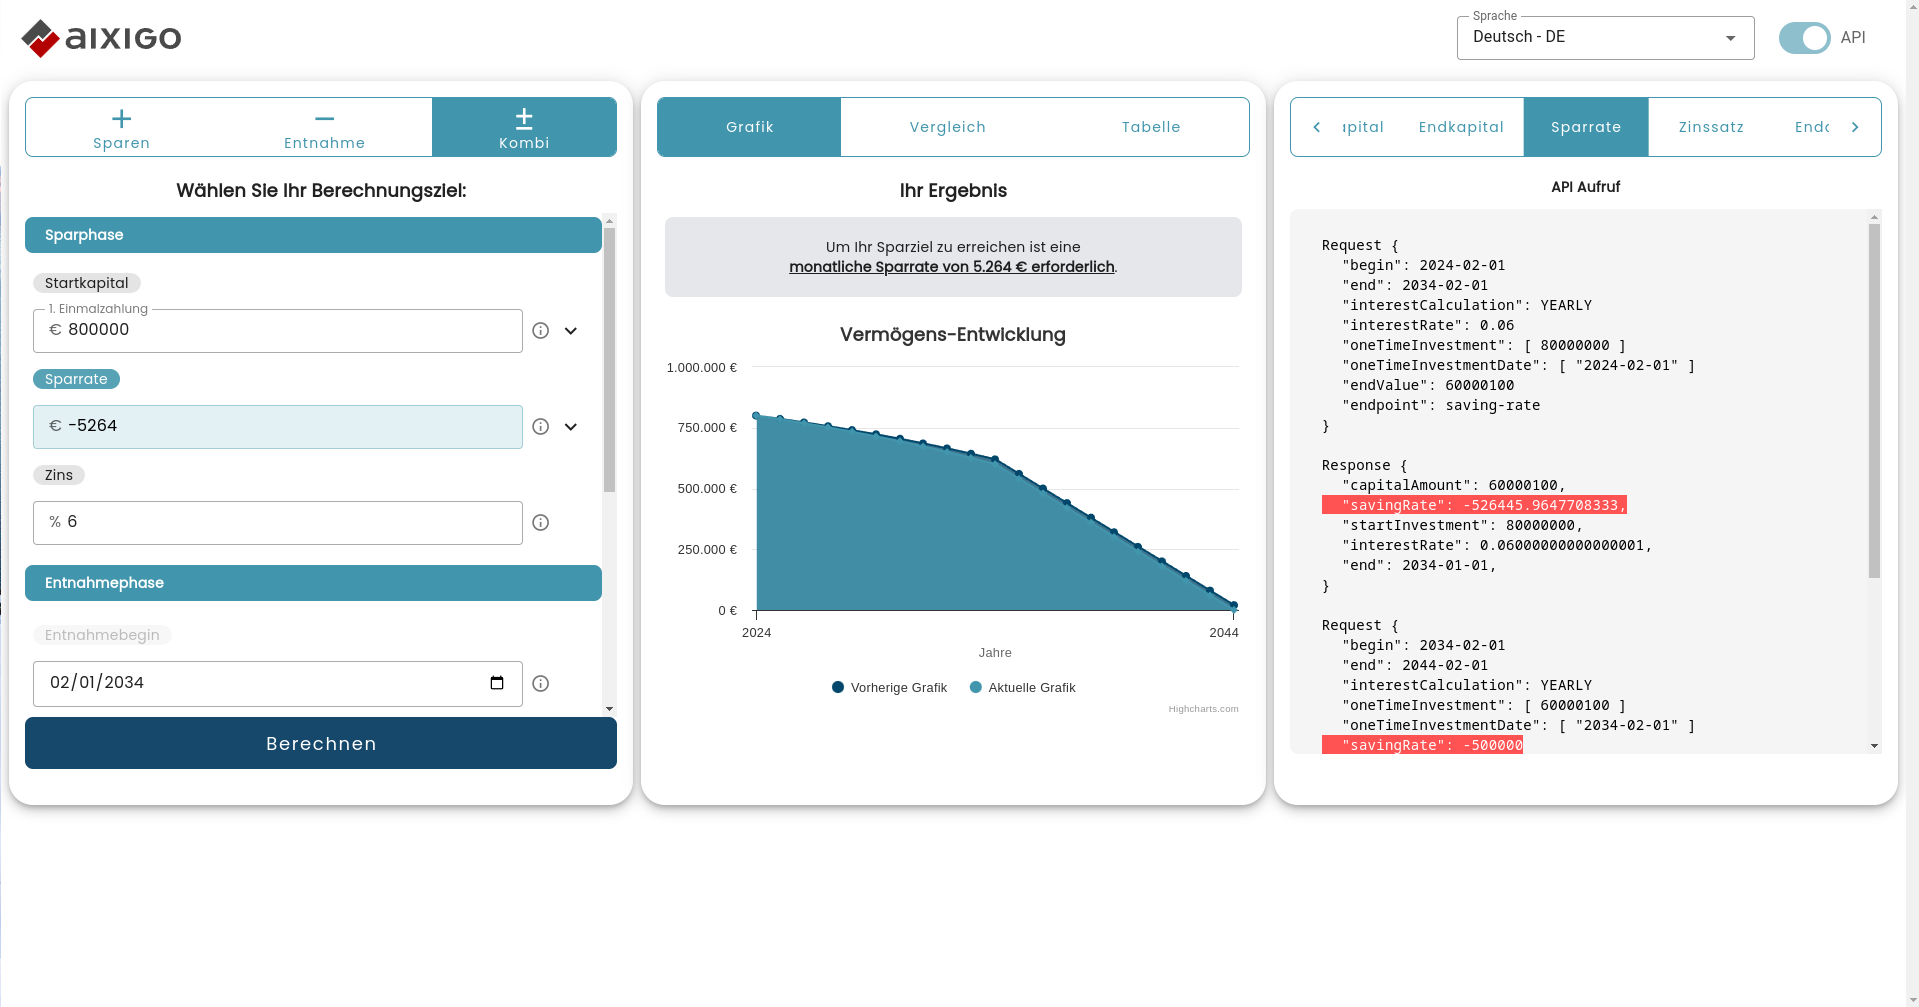 aixigo
Sprache
Deutsch - DE
API
Sparen
Entnahme
Kombi
Wählen Sie Ihr Berechnungsziel:
Sparphase
Startkapital
1. Einmalzahlung
€ 800000
Sparrate
€ -5264
Zins
% 6
Entnahmephase
Entnahmebegin
02/01/2034
Berechnen
Grafik
Vergleich
Tabelle
Ihr Ergebnis
Um Ihr Sparziel zu erreichen ist eine
monatliche Sparrate von 5.264 € erforderlich.
Vermögens-Entwicklung
1.000.000 €
750.000 €
500.000 €
250.000 €
0 €
2024
2044
Jahre
Vorherige Grafik
Aktuelle Grafik
Highcharts.com
Endkapital
Sparrate
Zinssatz
API Aufruf
Request {
"begin": 2024-02-01
"end": 2034-02-01
"interestCalculation": YEARLY
"interestRate": 0.06
"oneTimeInvestment": [ 80000000 ]
"oneTimeInvestmentDate": [ "2024-02-01" ]
"endValue": 60000100
"endpoint": saving-rate
}
Response {
"capitalAmount": 60000100,
"savingRate": -526445.9647708333,
"startInvestment": 80000000,
"interestRate": 0.06000000000000001,
"end": 2034-01-01,
}
Request {
"begin": 2034-02-01
"end": 2044-02-01
"interestCalculation": YEARLY
"oneTimeInvestment": [ 60000100 ]
"oneTimeInvestmentDate": [ "2034-02-01" ]
"savingRate": -500000